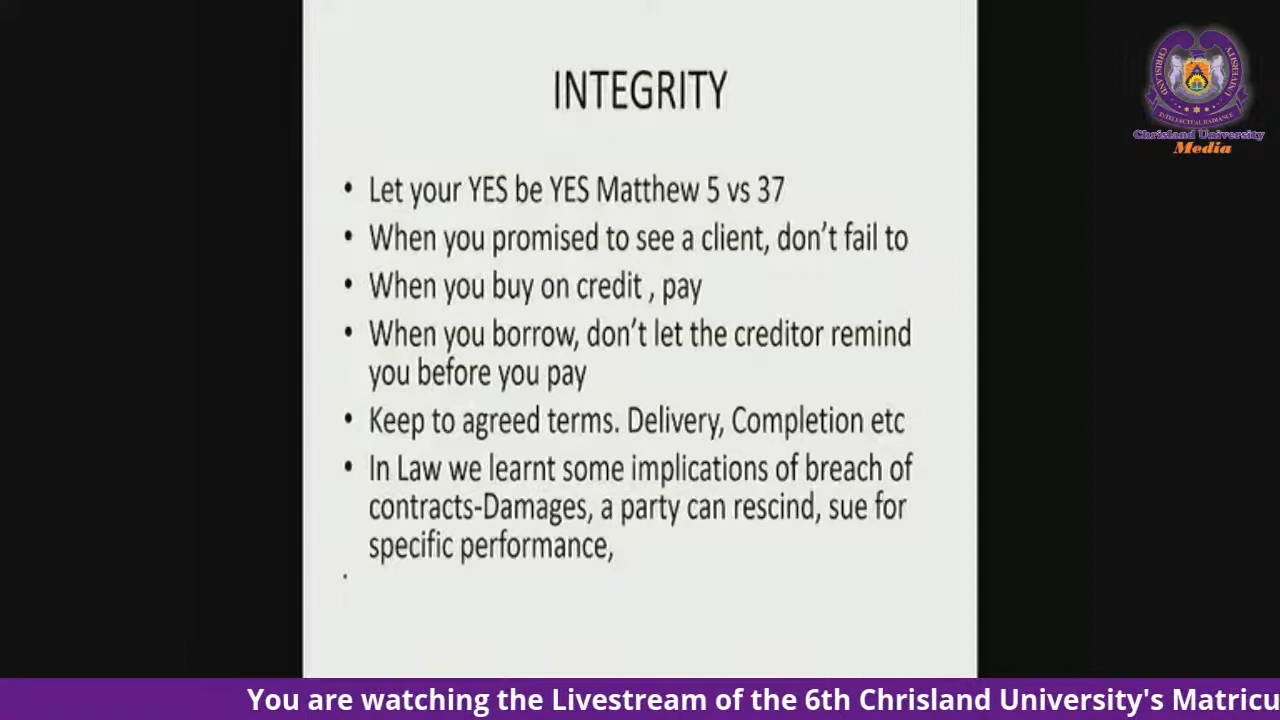 INTEGRITY
• Let your YES be YES Matthew 5 vs 37
• When you promised to see a client, don't fail to
• When you buy on credit , pay
• When you borrow, don't let the creditor remind
you before you pay
• Keep to agreed terms. Delivery, Completion etc
• In Law we learnt some implications of breach of
contracts-Damages, a party can rescind, sue for
specific performance,
•
CHRISLAND UNIVERSITY
INTELLECTUAL RADIANCE
Chrisland University
Media
You are watching the Livestream of the 6th Chrisland University's Matricu